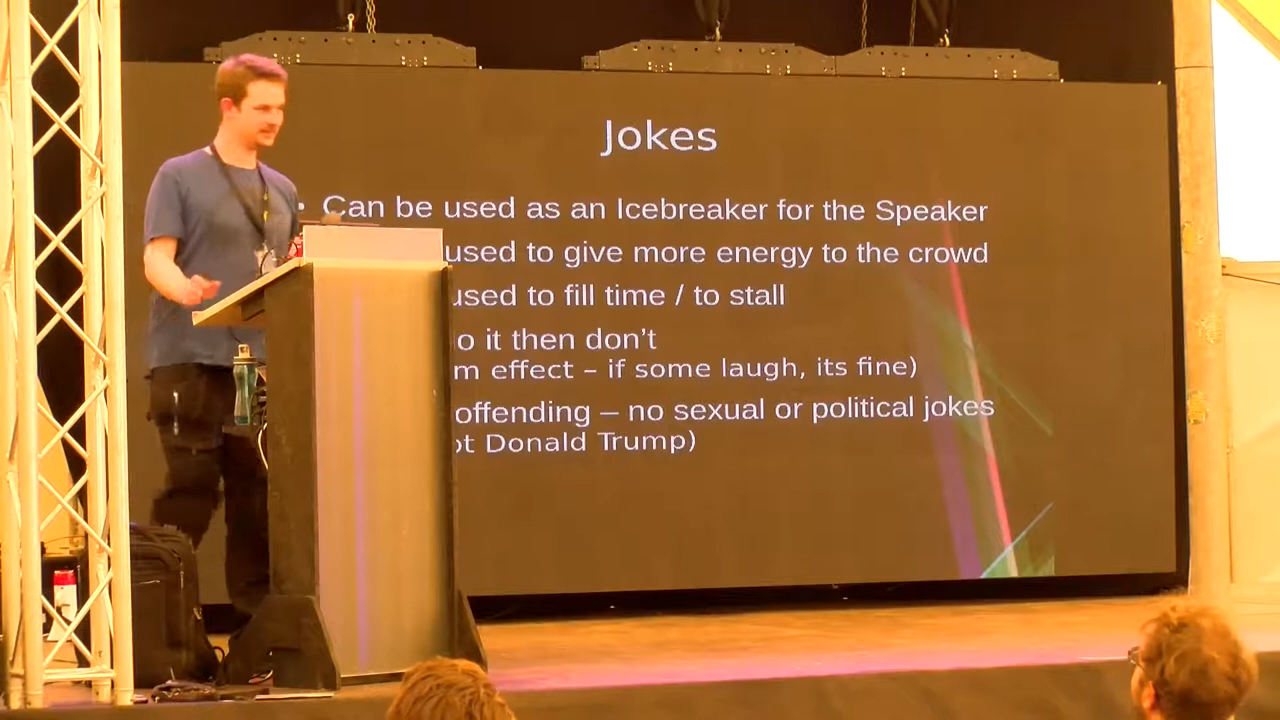 Jokes
• Can be used as an Icebreaker for the Speaker
used to give more energy to the crowd
used to fill time / to stall
o it then don't
m effect – if some laugh, its fine)
offending – no sexual or political jokes
ot Donald Trump)